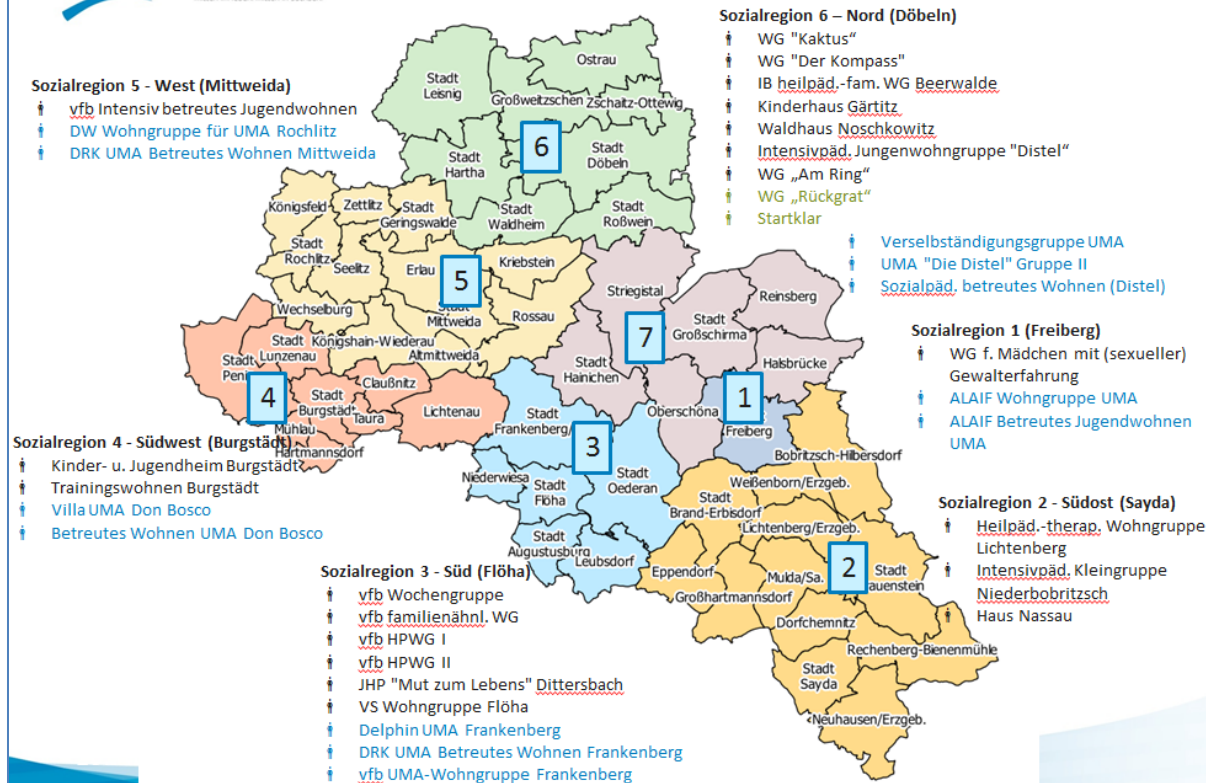 Sozialregion 6 – Nord (Döbeln)
WG "Kaktus“
WG "Der Kompass"
IB heilpäd.-fam. WG Beerwalde
Kinderhaus Gärtitz
Waldhaus Noschkowitz
Intensivpäd. Jungenwohngruppe "Distel“
WG „Am Ring“
WG „Rückgrat“
Startklar
Verselbständigungsgruppe UMA
UMA "Die Distel" Gruppe II
Sozialpäd. betreutes Wohnen (Distel)
Sozialregion 5 - West (Mittweida)
vfb Intensiv betreutes Jugendwohnen
DW Wohngruppe für UMA Rochlitz
DRK UMA Betreutes Wohnen Mittweida
Sozialregion 1 (Freiberg)
WG f. Mädchen mit (sexueller)
Gewalterfahrung
ALAIF Wohngruppe UMA
ALAIF Betreutes Jugendwohnen
UMA
Sozialregion 4 - Südwest (Burgstädt)
Kinder- u. Jugendheim Burgstädt
Trainingswohnen Burgstädt
Villa UMA Don Bosco
Betreutes Wohnen UMA Don Bosco
Sozialregion 2 - Südost (Sayda)
Heilpäd.-therap. Wohngruppe
Lichtenberg
Intensivpäd. Kleingruppe
Niederbobritzsch
Haus Nassau
Sozialregion 3 - Süd (Flöha)
vfb Wochengruppe
vfb familienähnl. WG
vfb HPWG I
vfb HPWG II
JHP "Mut zum Lebens" Dittersbach
VS Wohngruppe Flöha
Delphin UMA Frankenberg
DRK UMA Betreutes Wohnen Frankenberg
vfb UMA-Wohngruppe Frankenberg
Stadt
Leisnig
Ostrau
Großweitzschen
Zschaitz-Ottewig
6
Stadt
Döbeln
Stadt
Hartha
Stadt
Waldheim
Stadt
Roßwein
Königsfeld
Zettlitz
Stadt
Geringswalde
Stadt
Rochlitz
Seelitz
Erlau
5
Kriebstein
Wechselburg
Mittweida
Rossau
Königshain-Wiederau
Altmittweida
Striegistal
Reinsberg
Stadt
Großschirma
7
Stadt
Hainichen
Halsbrücke
Oberschöna
1
Freiberg
Stadt
Lunzenau
Stadt
4
Claußnitz
Stadt
Burgstädt
Taura
Lichtenau
Mühlau
Hartmannsdorf
Stadt
Frankenberg/
3
Niederwiesa
Stadt
Flöha
Stadt
Oederan
Stadt
Augustusburg
Leubsdorf
Bobritzsch-Hilbersdorf
Weißenborn/Erzgeb.
Stadt
Brand-Erbisdorf
Lichtenberg/Erzgeb.
Eppendorf
Mulda/Sa.
2
Stadt
Großhartmannsdorf
Dorfchemnitz
Rechenberg-Bienenmühle
Stadt
Sayda
Neuhausen/Erzgeb.